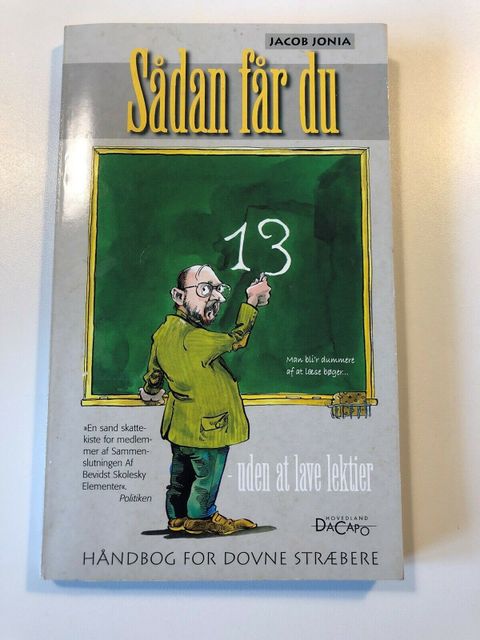 JACOB JONIA
Sådan får du
13
Man bli'r dummere
af at læse bøger...
»En sand skatte-
kiste for medlem-
mer af Sammen-
slutningen Af
Bevidst Skolesky
Elementer«.
Politiken
- uden at lave lektier
HOVEDLAND
DACAPO
HÅNDBOG FOR DOVNE STRÆBERE